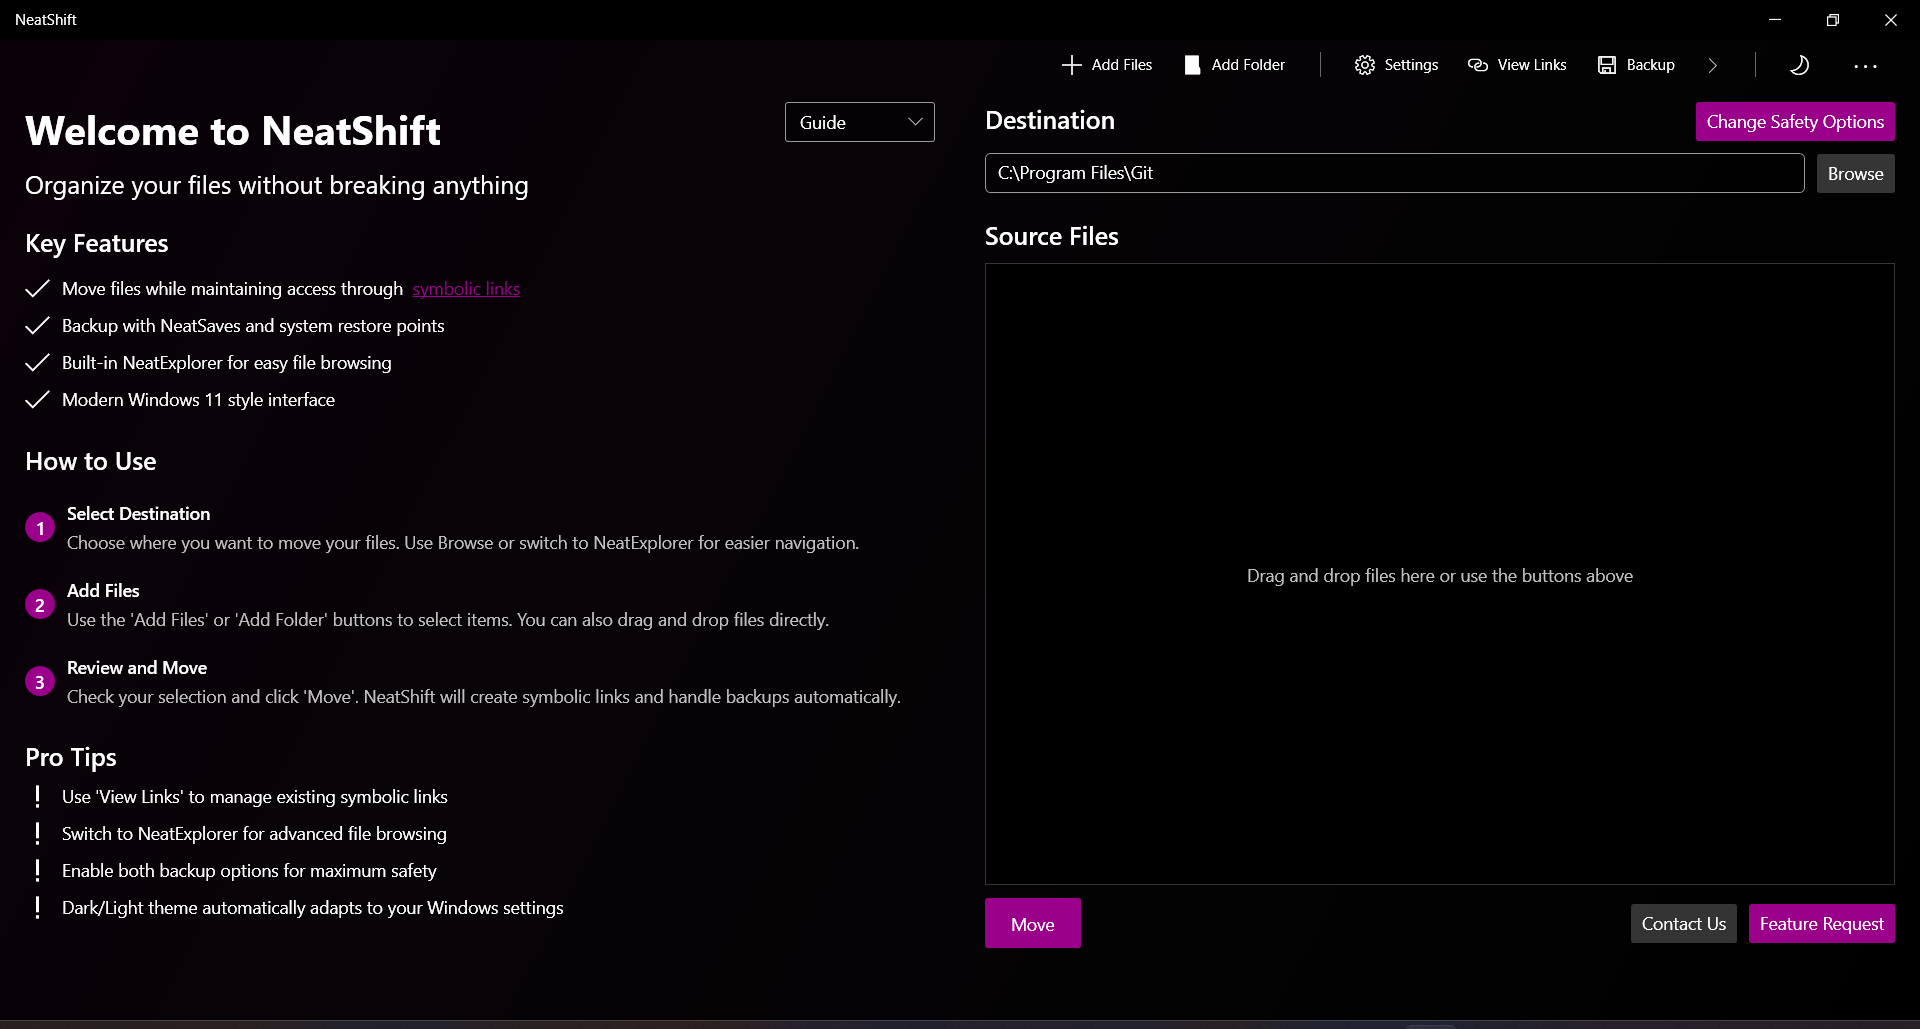 NeatShift
Add Files
Add Folder
Settings
View Links
Backup
Welcome to NeatShift
Guide
Organize your files without breaking anything
Key Features
Move files while maintaining access through symbolic links
Backup with NeatSaves and system restore points
Built-in NeatExplorer for easy file browsing
Modern Windows 11 style interface
How to Use
1
Select Destination
Choose where you want to move your files. Use Browse or switch to NeatExplorer for easier navigation.
2
Add Files
Use the 'Add Files' or 'Add Folder' buttons to select items. You can also drag and drop files directly.
3
Review and Move
Check your selection and click 'Move'. NeatShift will create symbolic links and handle backups automatically.
Pro Tips
! Use 'View Links' to manage existing symbolic links
! Switch to NeatExplorer for advanced file browsing
! Enable both backup options for maximum safety
! Dark/Light theme automatically adapts to your Windows settings
Destination
Change Safety Options
C:\Program Files\Git
Browse
Source Files
Drag and drop files here or use the buttons above
Move
Contact Us
Feature Request